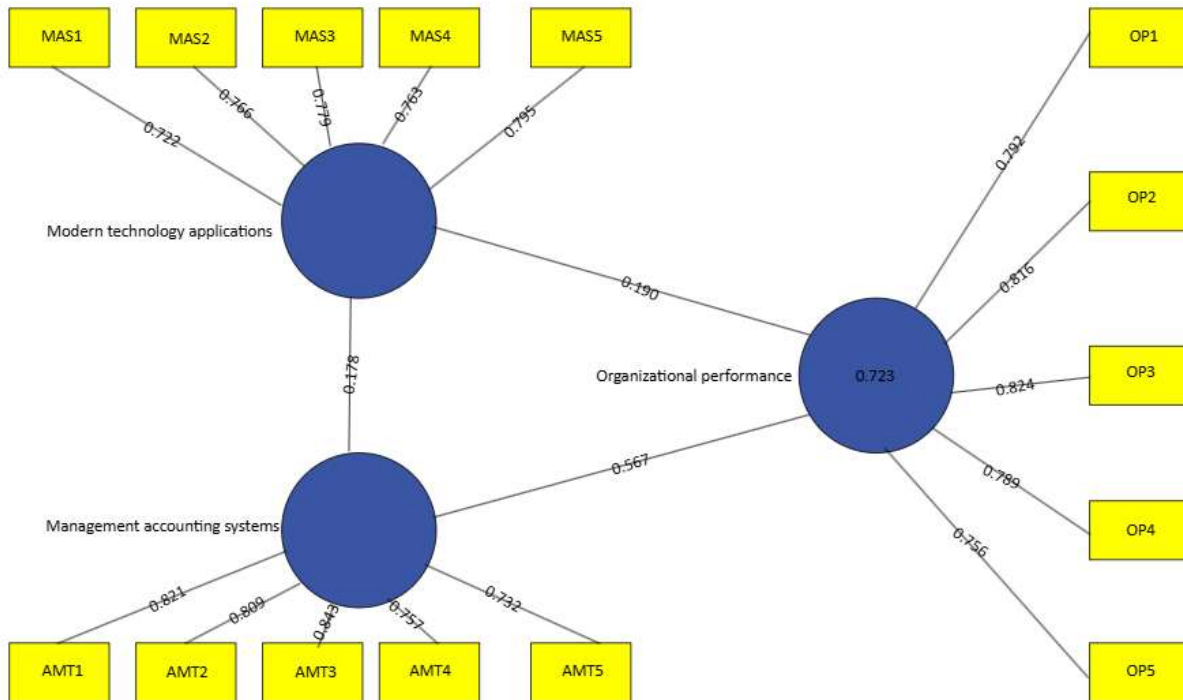 MAS1
MAS2
MAS3
MAS4
MAS5
OP1
0.722
0.766
0.779
0.763
0.795
0.792
OP2
Modern technology applications
0.190
0.816
0.178
Organizational performance
0.723
OP3
0.824
0.567
0.789
OP4
0.756
Management accounting systems
0.821
0.809
0.843
0.757
0.732
AMT1
AMT2
AMT3
AMT4
AMT5
OP5